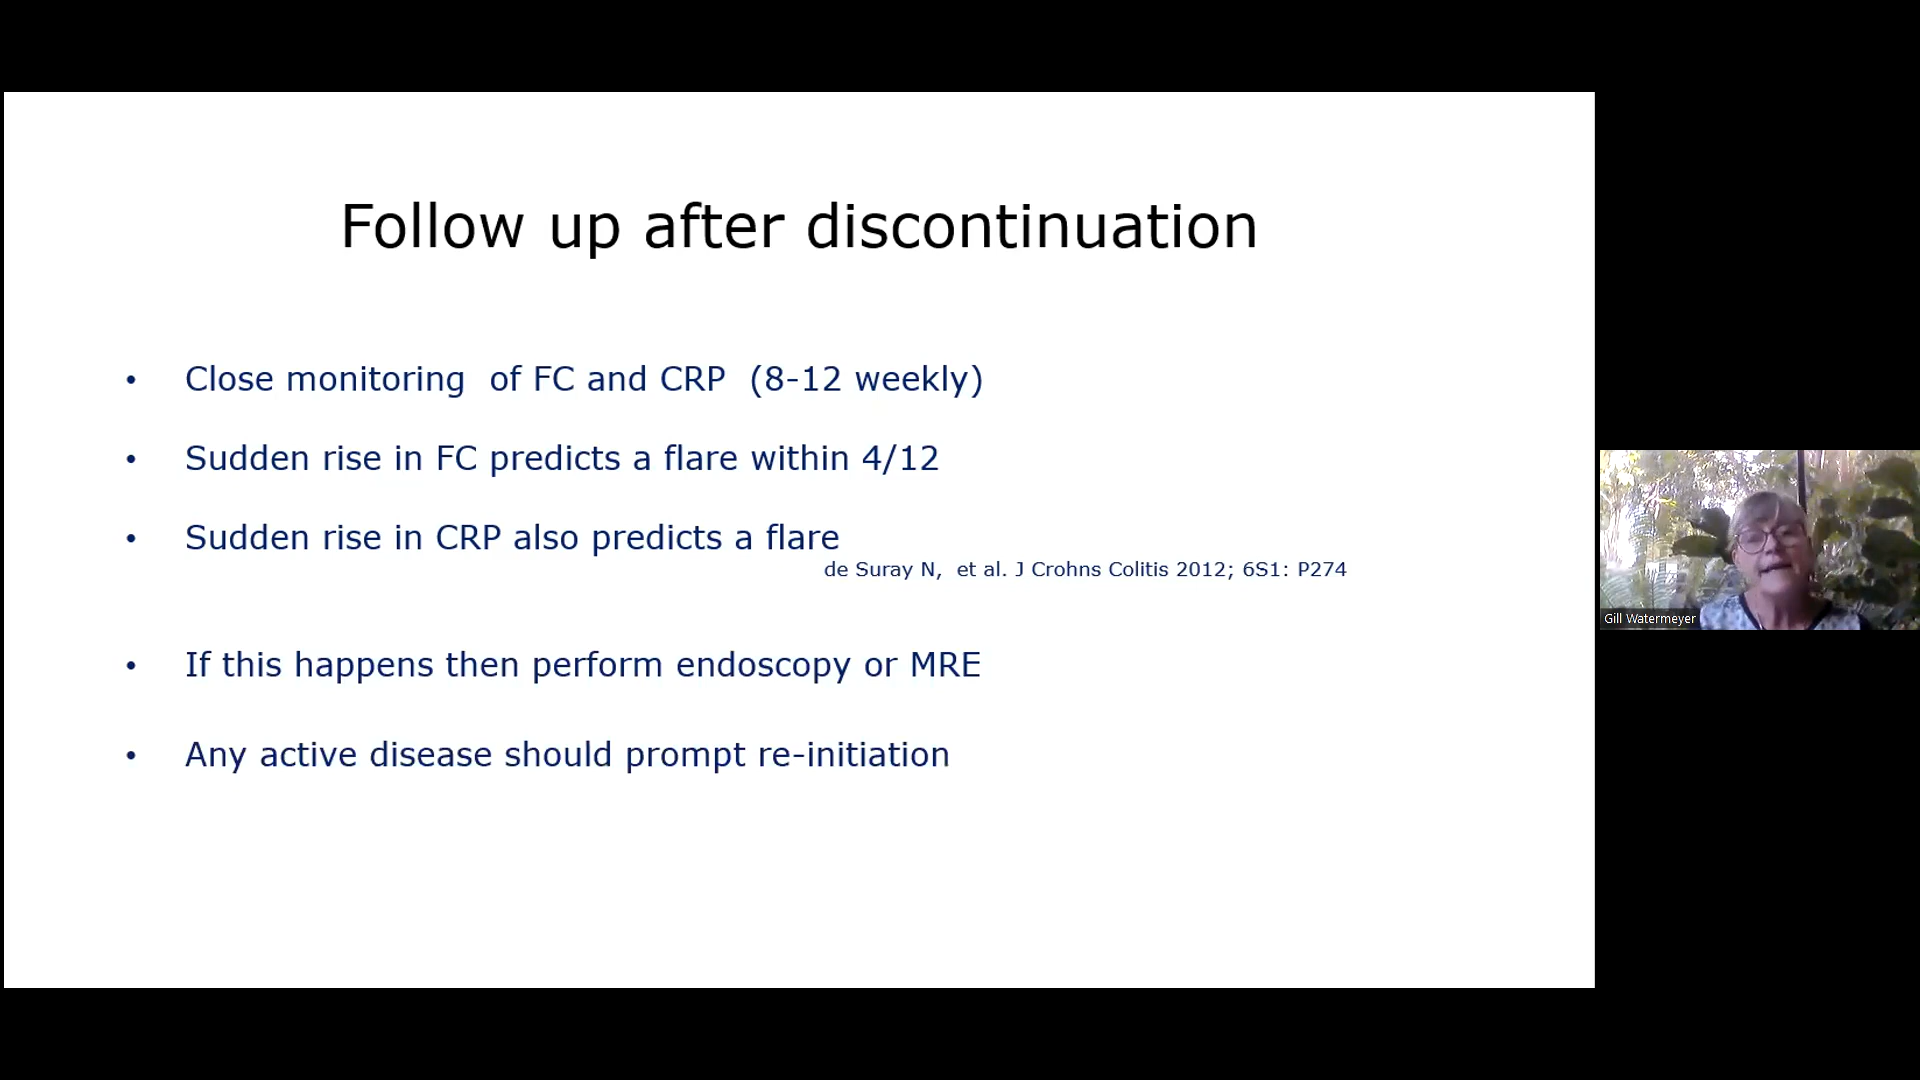 Follow up after discontinuation
• Close monitoring  of FC and CRP  (8-12 weekly)
• Sudden rise in FC predicts a flare within 4/12
• Sudden rise in CRP also predicts a flare
de Suray N,  et al. J Crohns Colitis 2012; 6S1: P274
• If this happens then perform endoscopy or MRE
• Any active disease should prompt re-initiation
Gill Watermeyer